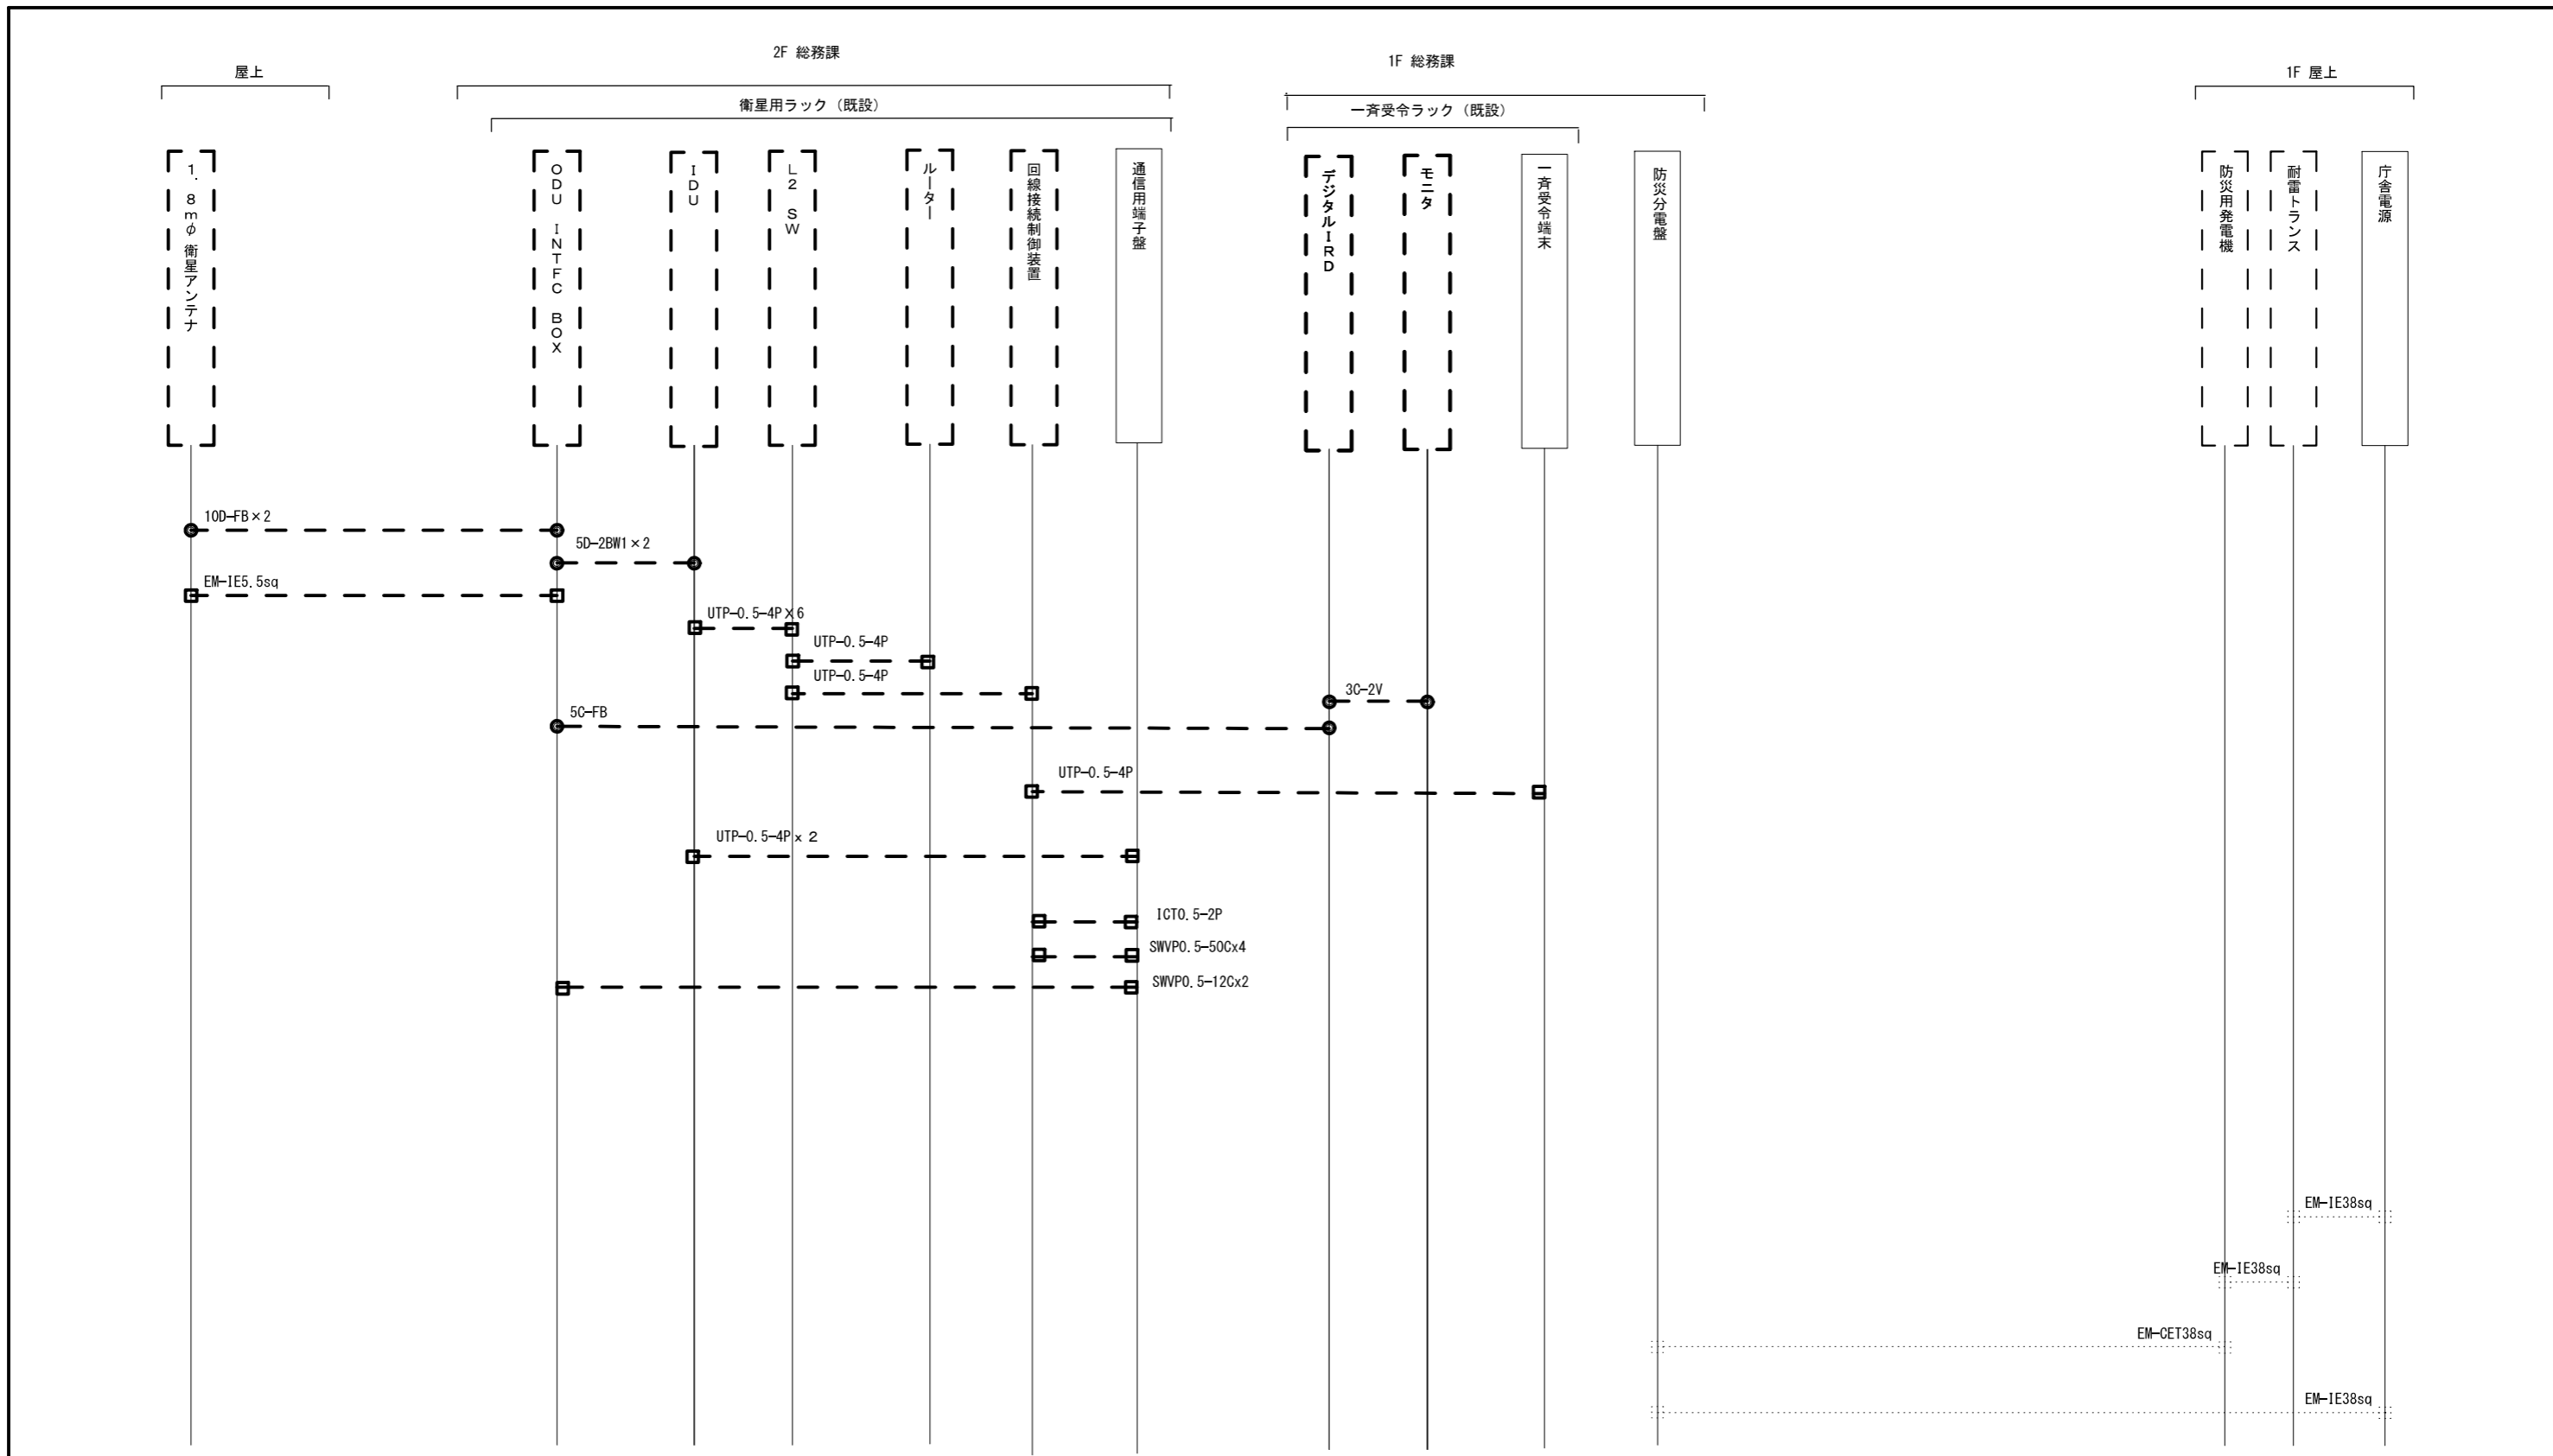 2F 総務課
1F 総務課
屋上
1F 屋上
衛星用ラック（既設）
一斉受令ラック（既設）
1．8mφ 衛星アンテナ
ODU INTFC BOX
IDU
L2 SW
ルーター
回線接続制御装置
通信用端子盤
デジタルIRD
モニタ
一斉受令端末
防災分電盤
防災用発電機
耐雷トランス
庁舎電源
10D-FB×2
5D-2BW1×2
EM-IE5.5sq
UTP-0.5-4P×6
UTP-0.5-4P
UTP-0.5-4P
3C-2V
5C-FB
UTP-0.5-4P
UTP-0.5-4P×2
ICT0.5-2P
SWVP0.5-50Cx4
SWVP0.5-12Cx2
EM-IE38sq
EM-IE38sq
EM-CET38sq
EM-IE38sq